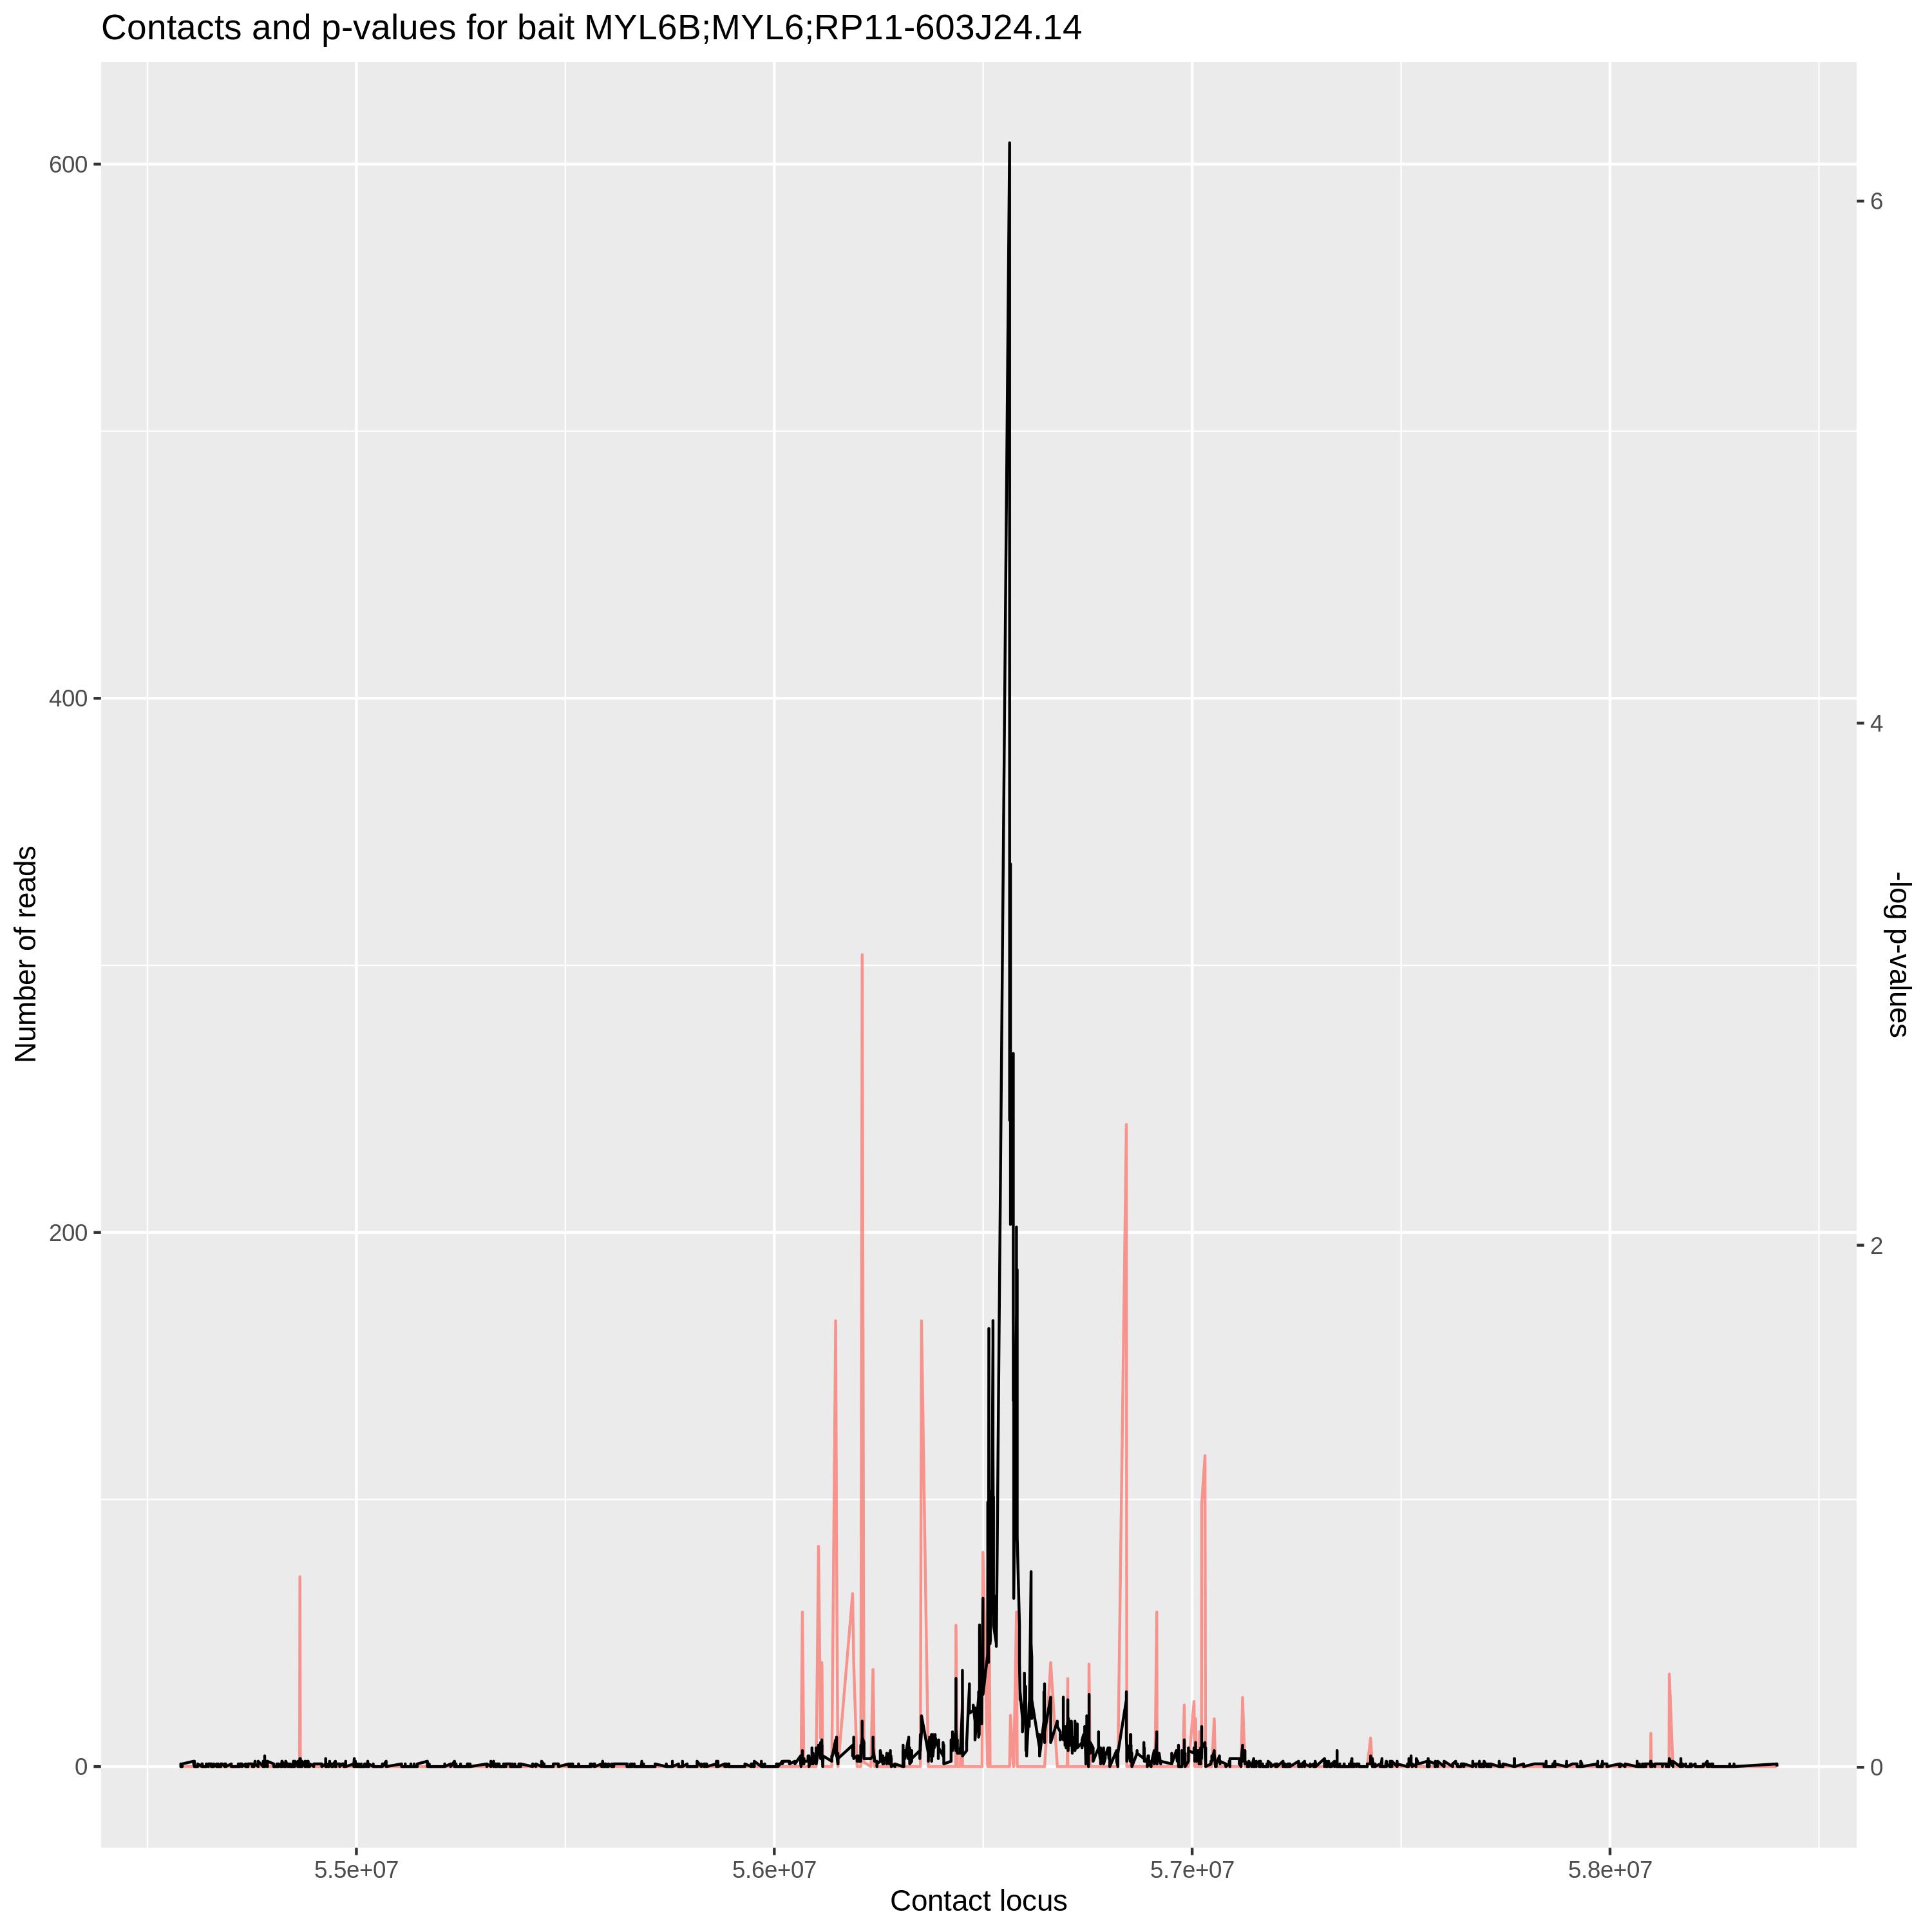 Contacts and p-values for bait MYL6B;MYL6;RP11-603J24.14
600
400
200
0
Number of reads
6
4
2
0
-log p-values
5.5e+07
5.6e+07
5.7e+07
5.8e+07
Contact locus